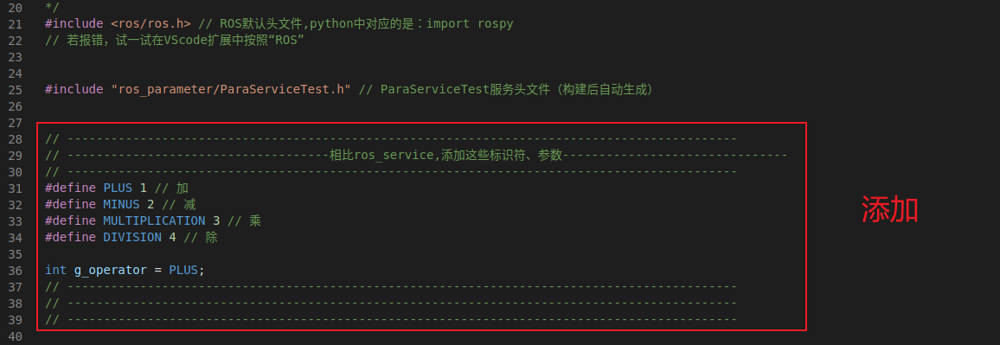 20 */
21 #include <ros/ros.h> // ROS默认头文件,python中对应的是：import rospy
22 // 若报错，试一试在VScode扩展中按照“ROS”
23
24
25 #include "ros_parameter/ParaServiceTest.h" // ParaServiceTest服务头文件（构建后自动生成）
26
27
28 // --------------------------------------------------------------------------------------------
29 // ------------------------------------相比ros_service,添加这些标识符、参数-------------------------------
30 // --------------------------------------------------------------------------------------------
31 #define PLUS 1 // 加
32 #define MINUS 2 // 减
33 #define MULTIPLICATION 3 // 乘
34 #define DIVISION 4 // 除
35
36 int g_operator = PLUS;
37 // --------------------------------------------------------------------------------------------
38 // --------------------------------------------------------------------------------------------
39 // --------------------------------------------------------------------------------------------
40
添加